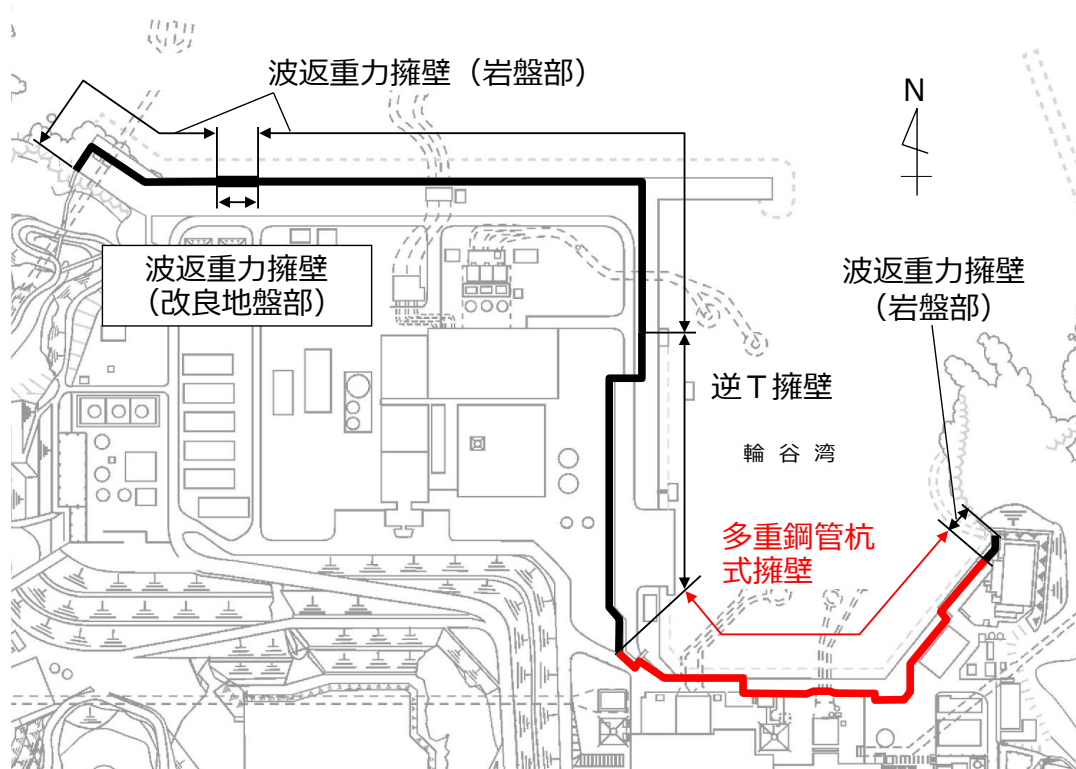 波返重力擁壁（岩盤部）
N
波返重力擁壁
（改良地盤部）
波返重力擁壁
（岩盤部）
逆Ｔ擁壁
輪谷湾
多重鋼管杭
式擁壁